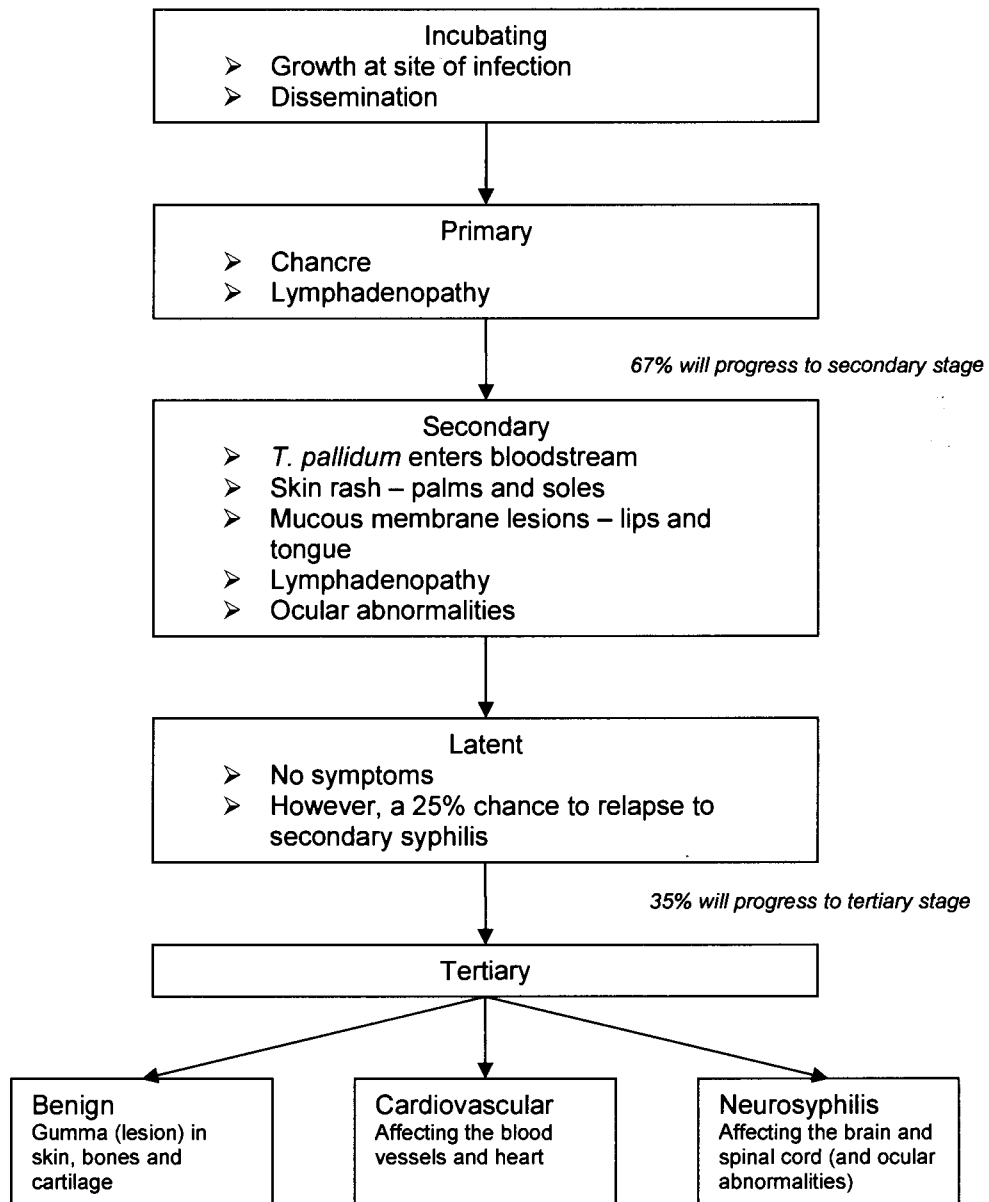 Incubating
➢ Growth at site of infection
➢ Dissemination
Primary
➢ Chancre
➢ Lymphadenopathy
67% will progress to secondary stage
Secondary
➢ T. pallidum enters bloodstream
➢ Skin rash – palms and soles
➢ Mucous membrane lesions – lips and
tongue
➢ Lymphadenopathy
➢ Ocular abnormalities
Latent
➢ No symptoms
➢ However, a 25% chance to relapse to
secondary syphilis
35% will progress to tertiary stage
Tertiary
Benign
Gumma (lesion) in
skin, bones and
cartilage
Cardiovascular
Affecting the blood
vessels and heart
Neurosyphilis
Affecting the brain and
spinal cord (and ocular
abnormalities)